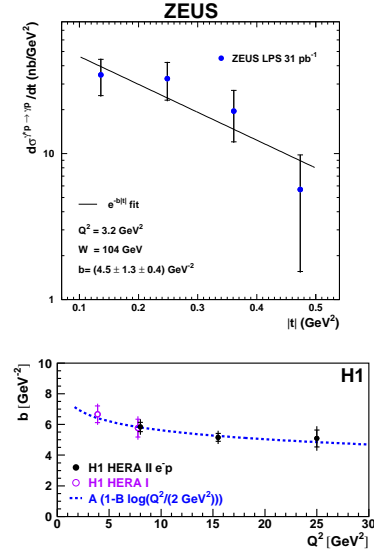 ZEUS
dσ^γ*p → γp/dt (nb/GeV²)
ZEUS LPS 31 pb⁻¹
10
e^-b|t| fit
Q² = 3.2 GeV²
W = 104 GeV
b= (4.5 ± 1.3 ± 0.4) GeV⁻²
1
0.1 0.2 0.3 0.4 0.5
|t| (GeV²)
H1
b [GeV⁻²]
10
8
6
4
2
0
H1 HERA II e⁻p
H1 HERA I
A (1-B log(Q²/(2 GeV²)))
0 5 10 15 20 25 30
Q² [GeV²]